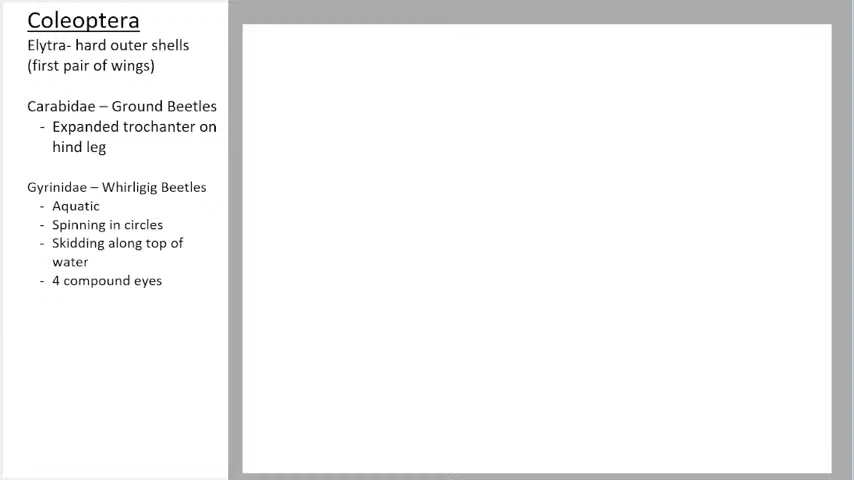 Coleoptera
Elytra- hard outer shells
(first pair of wings)
Carabidae – Ground Beetles
- Expanded trochanter on
hind leg
Gyrinidae – Whirligig Beetles
- Aquatic
- Spinning in circles
- Skidding along top of
water
- 4 compound eyes